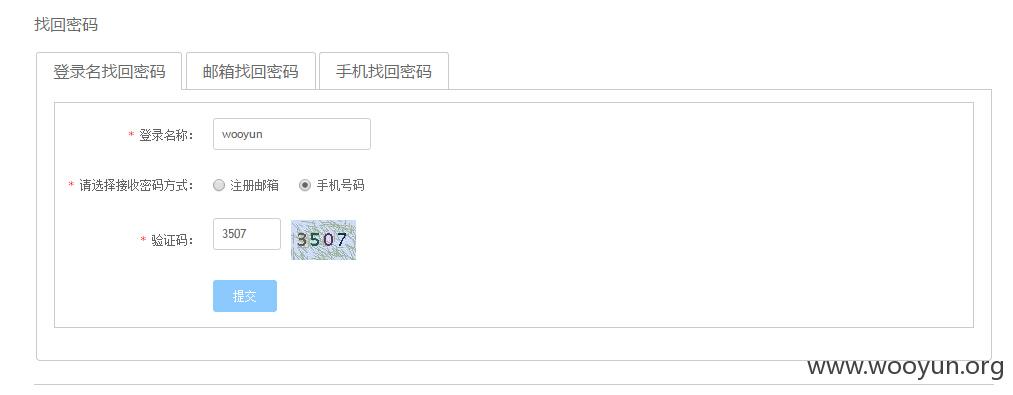 找回密码
登录名找回密码 邮箱找回密码 手机找回密码
* 登录名称： wooyun
* 请选择接收密码方式： 注册邮箱 手机号码
* 验证码： 3507 3507
提交
www.wooyun.org